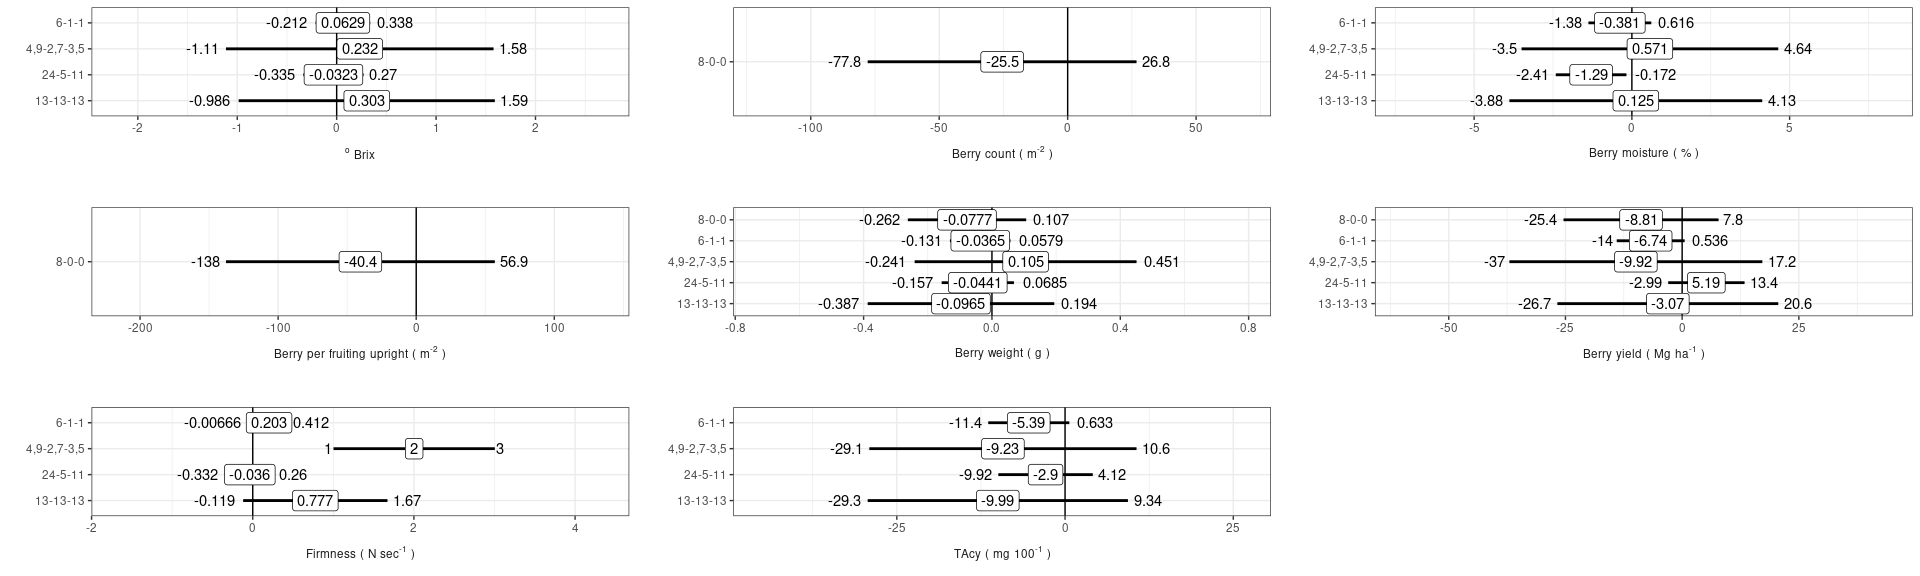 6-1-1 -0.212 0.0629 0.338
4,9-2,7-3,5 -1.11 0.232 1.58
24-5-11 -0.335 -0.0323 0.27
13-13-13 -0.986 0.303 1.59
-2 -1 0 1 2
° Brix
8-0-0 -77.8 -25.5 26.8
-100 -50 0 50
Berry count ( m-2 )
6-1-1 -1.38 -0.381 0.616
4,9-2,7-3,5 -3.5 0.571 4.64
24-5-11 -2.41 -1.29 -0.172
13-13-13 -3.88 0.125 4.13
-5 0 5
Berry moisture ( % )
8-0-0 -138 -40.4 56.9
-200 -100 0 100
Berry per fruiting upright ( m-2 )
8-0-0 -0.262 -0.0777 0.107
6-1-1 -0.131 -0.0365 0.0579
4,9-2,7-3,5 -0.241 0.105 0.451
24-5-11 -0.157 -0.0441 0.0685
13-13-13 -0.387 -0.0965 0.194
-0.8 -0.4 0.0 0.4 0.8
Berry weight ( g )
8-0-0 -25.4 -8.81 7.8
6-1-1 -14 -6.74 0.536
4,9-2,7-3,5 -37 -9.92 17.2
24-5-11 -2.99 5.19 13.4
13-13-13 -26.7 -3.07 20.6
-50 -25 0 25
Berry yield ( Mg ha-1 )
6-1-1 -0.00666 0.203 0.412
4,9-2,7-3,5 1 2 3
24-5-11 -0.332 -0.036 0.26
13-13-13 -0.119 0.777 1.67
-2 0 2 4
Firmness ( N sec-1 )
6-1-1 -11.4 -5.39 0.633
4,9-2,7-3,5 -29.1 -9.23 10.6
24-5-11 -9.92 -2.9 4.12
13-13-13 -29.3 -9.99 9.34
-25 0 25
TAcy ( mg 100-1 )